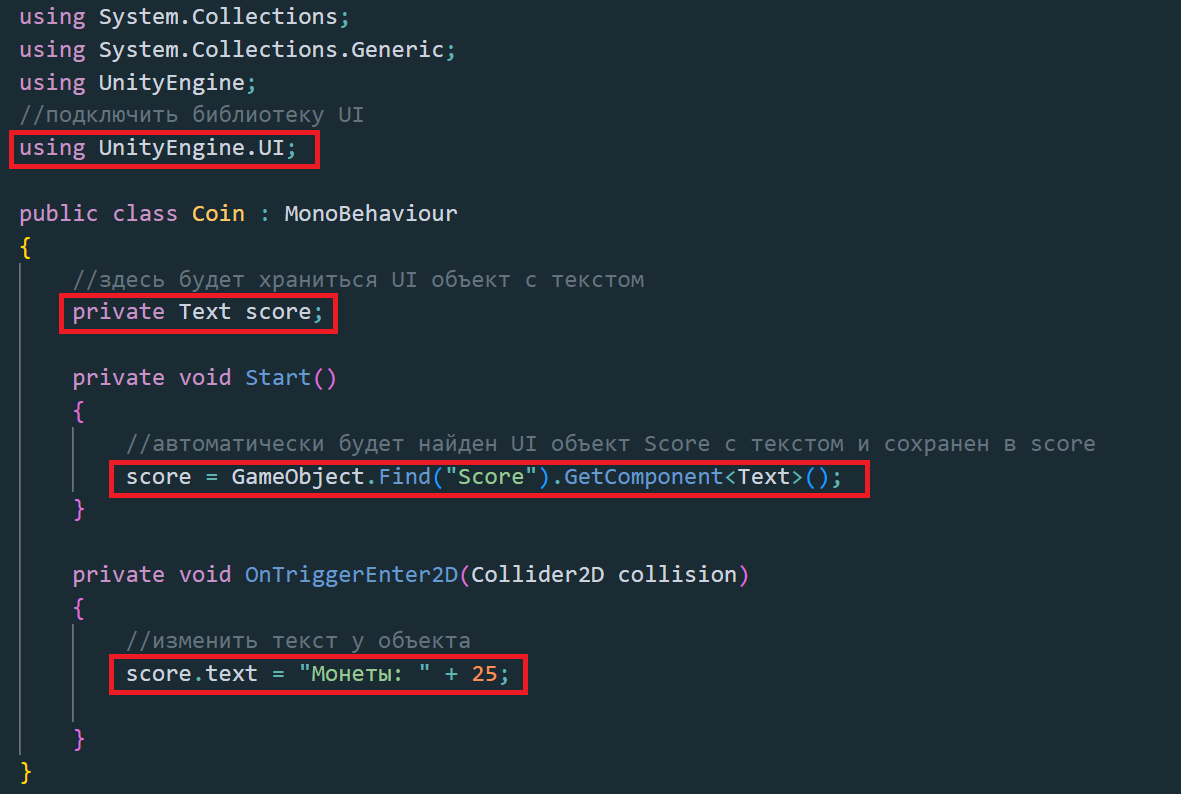 using System.Collections;
using System.Collections.Generic;
using UnityEngine;
//подключить библиотеку UI
using UnityEngine.UI;
public class Coin : MonoBehaviour
{
//здесь будет храниться UI объект с текстом
private Text score;
private void Start()
{
//автоматически будет найден UI объект Score с текстом и сохранен в score
score = GameObject.Find("Score").GetComponent<Text>();
}
private void OnTriggerEnter2D(Collider2D collision)
{
//изменить текст у объекта
score.text = "Монеты: " + 25;
}
}